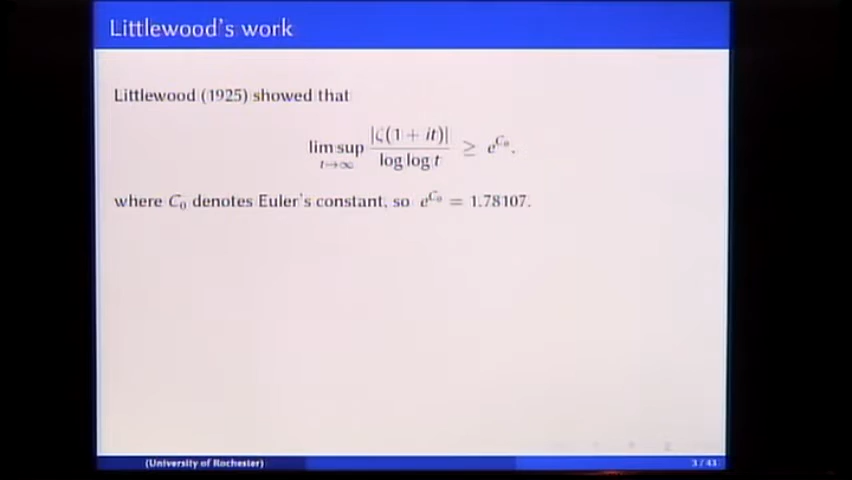 Littlewood's work
Littlewood (1925) showed that
lim sup_{t→∞} |ζ(1 + it)| / log log t ≥ e^{C_0}.
where C_0 denotes Euler's constant, so e^{C_0} = 1.78107.
(University of Rochester) 3 / 41